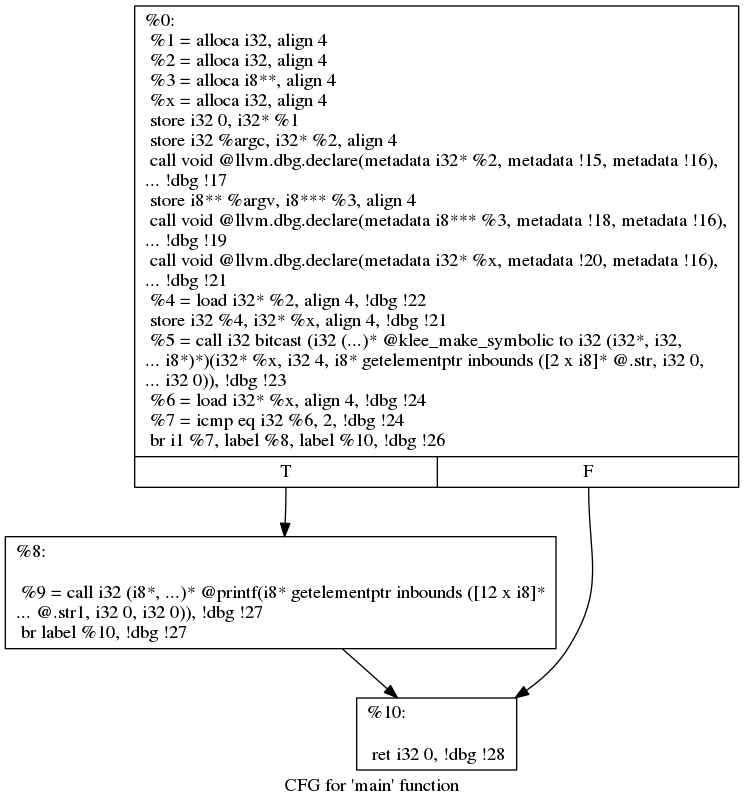 %0:
%1 = alloca i32, align 4
%2 = alloca i32, align 4
%3 = alloca i8**, align 4
%x = alloca i32, align 4
store i32 0, i32* %1
store i32 %argc, i32* %2, align 4
call void @llvm.dbg.declare(metadata i32* %2, metadata !15, metadata !16),
... !dbg !17
store i8** %argv, i8*** %3, align 4
call void @llvm.dbg.declare(metadata i8*** %3, metadata !18, metadata !16),
... !dbg !19
call void @llvm.dbg.declare(metadata i32* %x, metadata !20, metadata !16),
... !dbg !21
%4 = load i32* %2, align 4, !dbg !22
store i32 %4, i32* %x, align 4, !dbg !21
%5 = call i32 bitcast (i32 (...)* @klee_make_symbolic to i32 (i32*, i32,
... i8*)*)(i32* %x, i32 4, i8* getelementptr inbounds ([2 x i8]* @.str, i32 0,
... i32 0)), !dbg !23
%6 = load i32* %x, align 4, !dbg !24
%7 = icmp eq i32 %6, 2, !dbg !24
br i1 %7, label %8, label %10, !dbg !26
T
F
%8:
%9 = call i32 (i8*, ...)* @printf(i8* getelementptr inbounds ([12 x i8]*
... @.str1, i32 0, i32 0)), !dbg !27
br label %10, !dbg !27
%10:
ret i32 0, !dbg !28
CFG for 'main' function